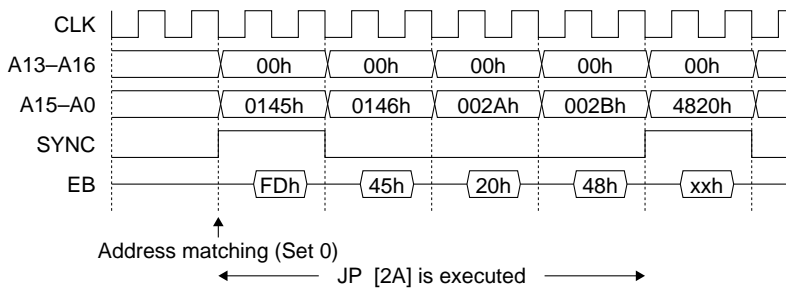 CLK
A13–A16 00h 00h 00h 00h 00h
A15–A0 0145h 0146h 002Ah 002Bh 4820h
SYNC
EB FDh 45h 20h 48h xxh
Address matching (Set 0)
JP [2A] is executed